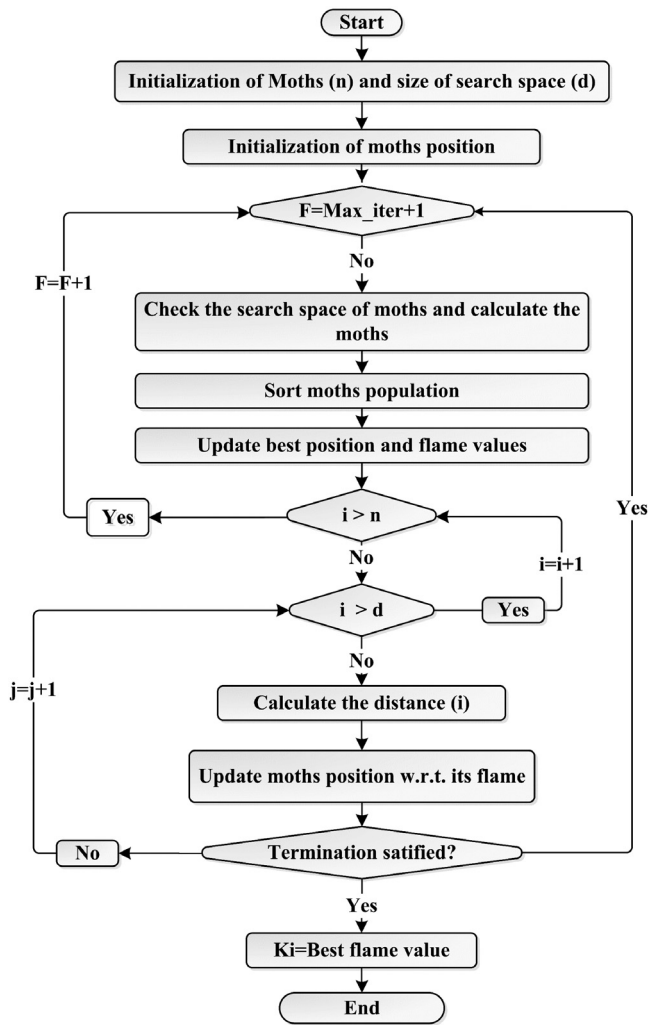 Start
Initialization of Moths (n) and size of search space (d)
Initialization of moths position
F=Max_iter+1
No
F=F+1
Check the search space of moths and calculate the
moths
Sort moths population
Update best position and flame values
i > n
Yes
Yes
No
i=i+1
i > d
Yes
No
j=j+1
Calculate the distance (i)
Update moths position w.r.t. its flame
Termination satified?
No
Yes
Ki=Best flame value
End